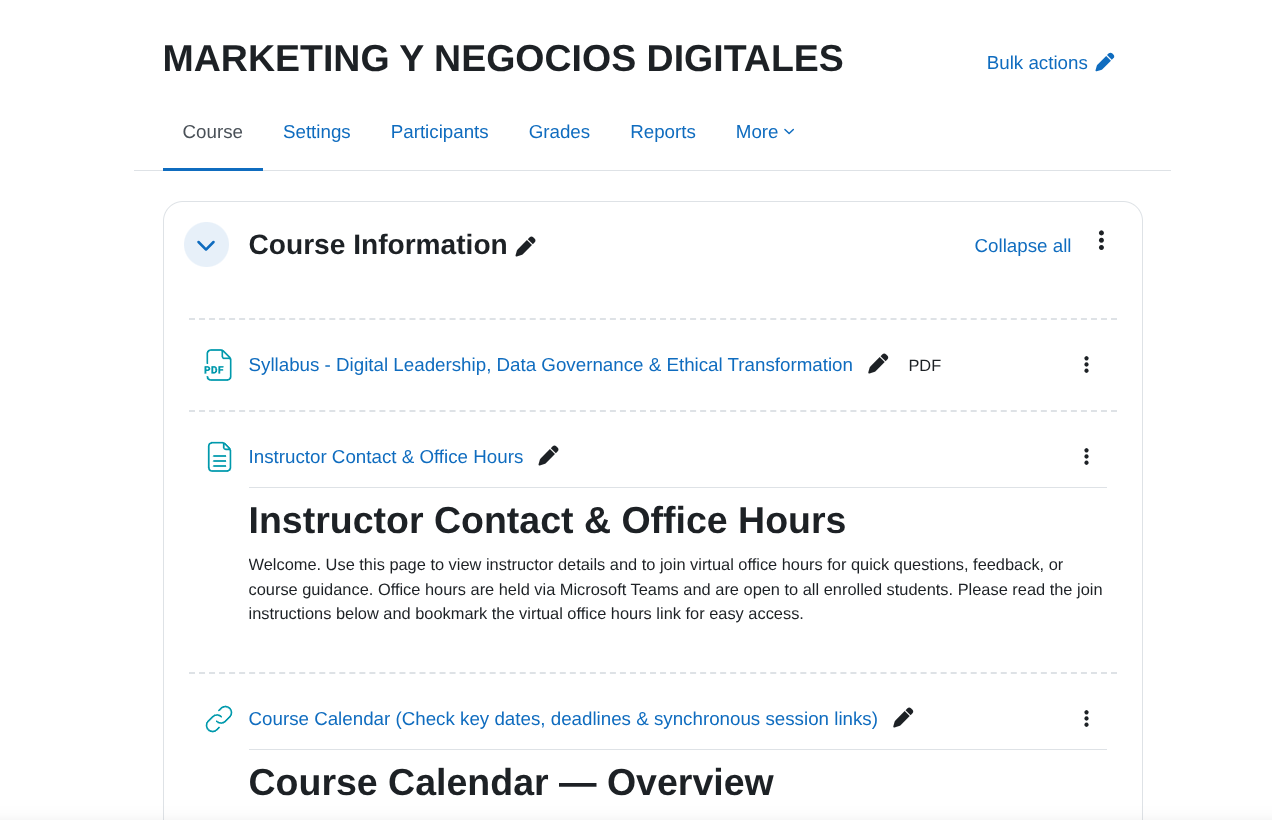 MARKETING Y NEGOCIOS DIGITALES
Bulk actions
Course Settings Participants Grades Reports More
Course Information
Collapse all
PDF
Syllabus - Digital Leadership, Data Governance & Ethical Transformation
PDF
Instructor Contact & Office Hours
Instructor Contact & Office Hours
Welcome. Use this page to view instructor details and to join virtual office hours for quick questions, feedback, or
course guidance. Office hours are held via Microsoft Teams and are open to all enrolled students. Please read the join
instructions below and bookmark the virtual office hours link for easy access.
Course Calendar (Check key dates, deadlines & synchronous session links)
Course Calendar — Overview